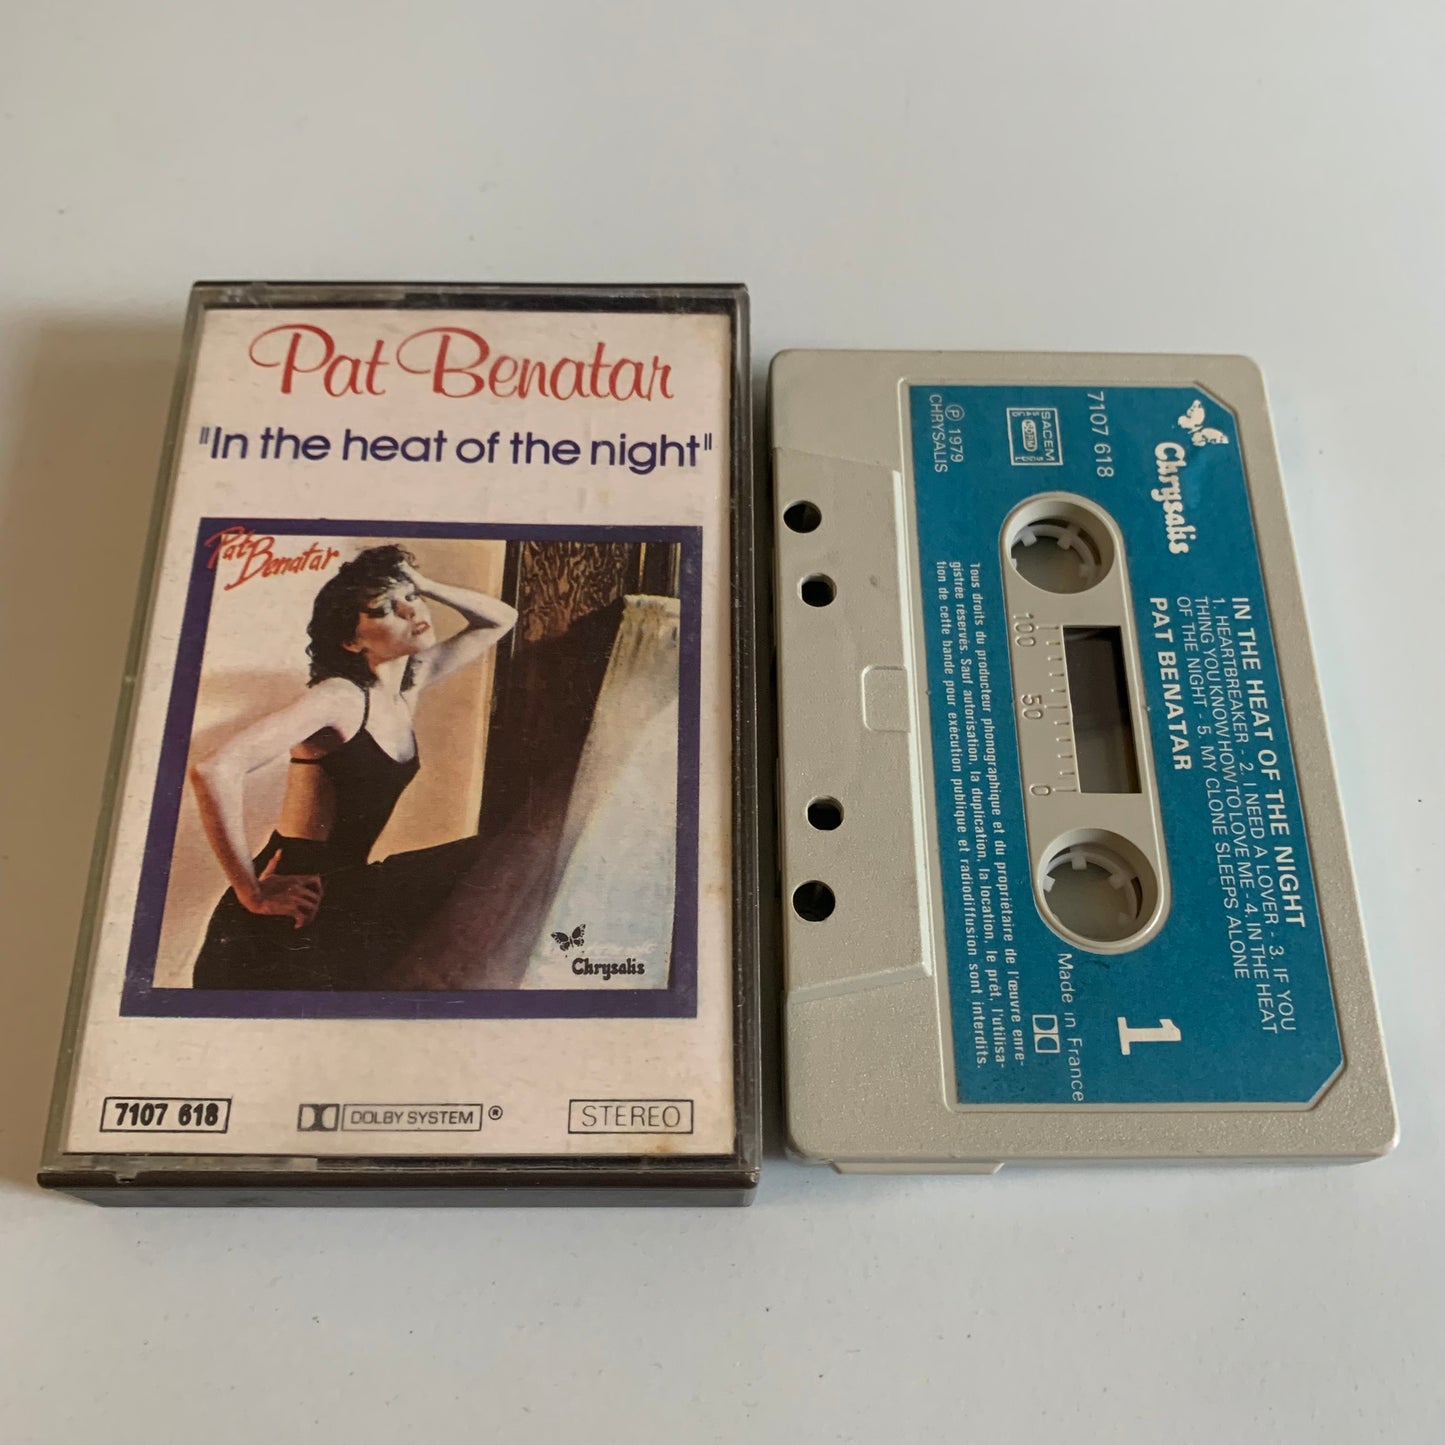 Pat Benatar
"In the heat of the night"
Pat Benatar
Chrysalis
7107 618
DOLBY SYSTEM ®
STEREO
Chrysalis
7107 618
SACEM
SDRM
Ⓟ 1979
CHRYSALIS
IN THE HEAT OF THE NIGHT
1. HEARTBREAKER - 2. I NEED A LOVER - 3. IF YOU
THING YOU KNOW HOW TO LOVE ME - 4. IN THE HEAT
OF THE NIGHT - 5. MY CLONE SLEEPS ALONE
PAT BENATAR
100 50 0
1
Made in France
Tous droits du producteur phonographique et du propriétaire de l'œuvre enre-
gistrée réservés. Sauf autorisation, la duplication, la location, le prêt, l'utilisa-
tion de cette bande pour exécution publique et radiodiffusion sont interdits.